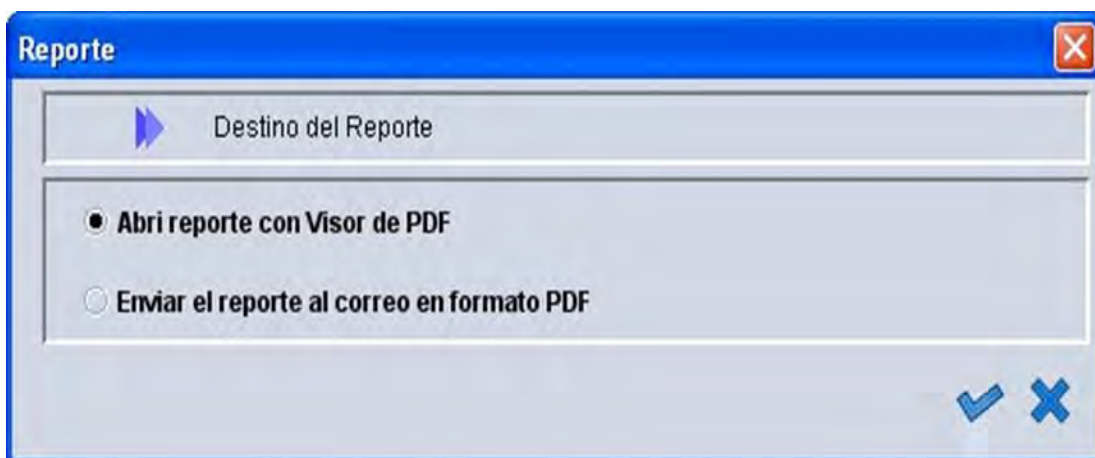 Reporte
Destino del Reporte
Abri reporte con Visor de PDF
Enviar el reporte al correo en formato PDF